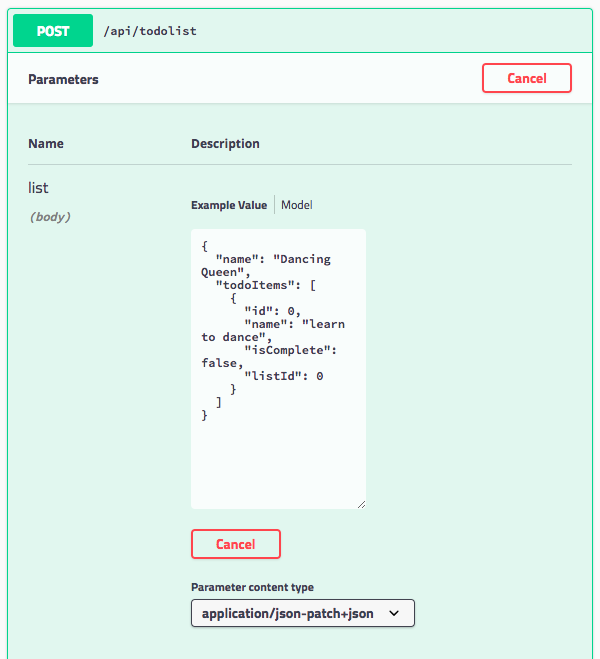 POST /api/todolist
Parameters Cancel
Name Description
list
(body)
Example Value Model
{
  "name": "Dancing
Queen",
  "todoItems": [
    {
      "id": 0,
      "name": "learn
to dance",
      "isComplete":
false,
      "listId": 0
    }
  ]
}
Cancel
Parameter content type
application/json-patch+json